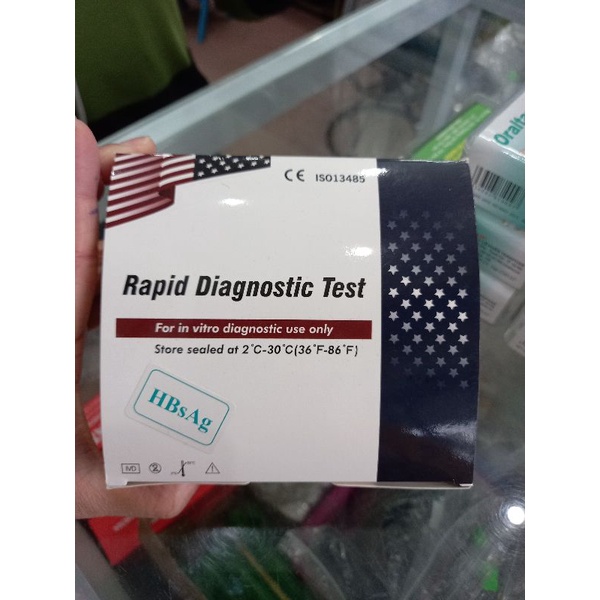 CE ISO13485
Rapid Diagnostic Test
For in vitro diagnostic use only
Store sealed at 2°C-30°C(36°F-86°F)
HBsAg
IVD
2